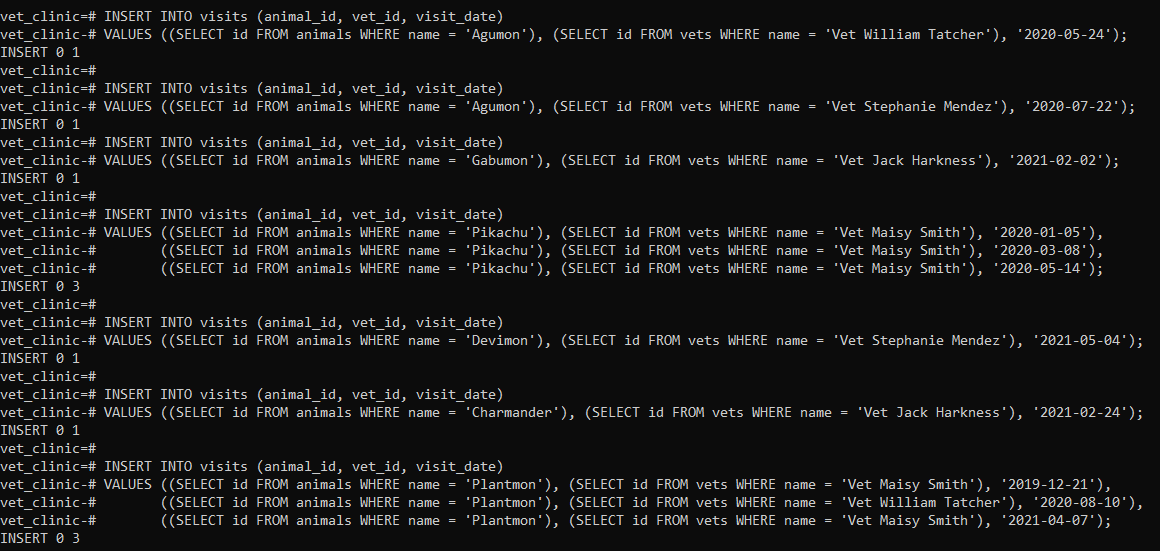 vet_clinic=# INSERT INTO visits (animal_id, vet_id, visit_date)
vet_clinic-# VALUES ((SELECT id FROM animals WHERE name = 'Agumon'), (SELECT id FROM vets WHERE name = 'Vet William Tatcher'), '2020-05-24');
INSERT 0 1
vet_clinic=#
vet_clinic=# INSERT INTO visits (animal_id, vet_id, visit_date)
vet_clinic-# VALUES ((SELECT id FROM animals WHERE name = 'Agumon'), (SELECT id FROM vets WHERE name = 'Vet Stephanie Mendez'), '2020-07-22');
INSERT 0 1
vet_clinic=# INSERT INTO visits (animal_id, vet_id, visit_date)
vet_clinic-# VALUES ((SELECT id FROM animals WHERE name = 'Gabumon'), (SELECT id FROM vets WHERE name = 'Vet Jack Harkness'), '2021-02-02');
INSERT 0 1
vet_clinic=#
vet_clinic=# INSERT INTO visits (animal_id, vet_id, visit_date)
vet_clinic-# VALUES ((SELECT id FROM animals WHERE name = 'Pikachu'), (SELECT id FROM vets WHERE name = 'Vet Maisy Smith'), '2020-01-05'),
vet_clinic-#        ((SELECT id FROM animals WHERE name = 'Pikachu'), (SELECT id FROM vets WHERE name = 'Vet Maisy Smith'), '2020-03-08'),
vet_clinic-#        ((SELECT id FROM animals WHERE name = 'Pikachu'), (SELECT id FROM vets WHERE name = 'Vet Maisy Smith'), '2020-05-14');
INSERT 0 3
vet_clinic=#
vet_clinic=# INSERT INTO visits (animal_id, vet_id, visit_date)
vet_clinic-# VALUES ((SELECT id FROM animals WHERE name = 'Devimon'), (SELECT id FROM vets WHERE name = 'Vet Stephanie Mendez'), '2021-05-04');
INSERT 0 1
vet_clinic=#
vet_clinic=# INSERT INTO visits (animal_id, vet_id, visit_date)
vet_clinic-# VALUES ((SELECT id FROM animals WHERE name = 'Charmander'), (SELECT id FROM vets WHERE name = 'Vet Jack Harkness'), '2021-02-24');
INSERT 0 1
vet_clinic=#
vet_clinic=# INSERT INTO visits (animal_id, vet_id, visit_date)
vet_clinic-# VALUES ((SELECT id FROM animals WHERE name = 'Plantmon'), (SELECT id FROM vets WHERE name = 'Vet Maisy Smith'), '2019-12-21'),
vet_clinic-#        ((SELECT id FROM animals WHERE name = 'Plantmon'), (SELECT id FROM vets WHERE name = 'Vet William Tatcher'), '2020-08-10'),
vet_clinic-#        ((SELECT id FROM animals WHERE name = 'Plantmon'), (SELECT id FROM vets WHERE name = 'Vet Maisy Smith'), '2021-04-07');
INSERT 0 3